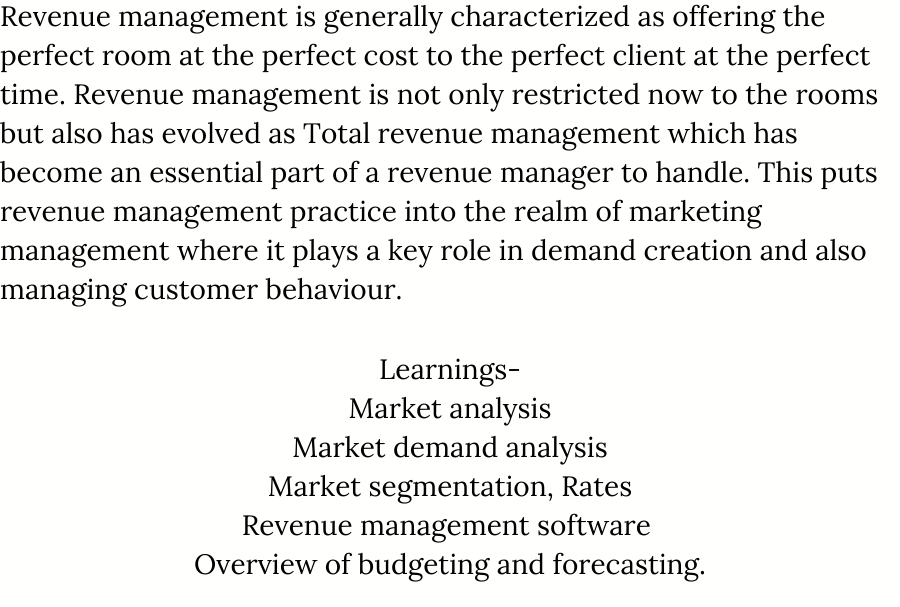 Revenue management is generally characterized as offering the
perfect room at the perfect cost to the perfect client at the perfect
time. Revenue management is not only restricted now to the rooms
but also has evolved as Total revenue management which has
become an essential part of a revenue manager to handle. This puts
revenue management practice into the realm of marketing
management where it plays a key role in demand creation and also
managing customer behaviour.
Learnings-
Market analysis
Market demand analysis
Market segmentation, Rates
Revenue management software
Overview of budgeting and forecasting.